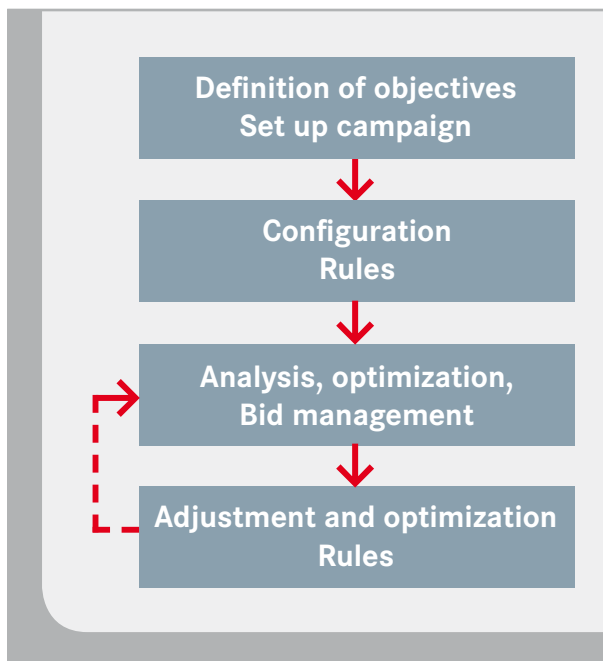 Definition of objectives
Set up campaign
Configuration
Rules
Analysis, optimization,
Bid management
Adjustment and optimization
Rules